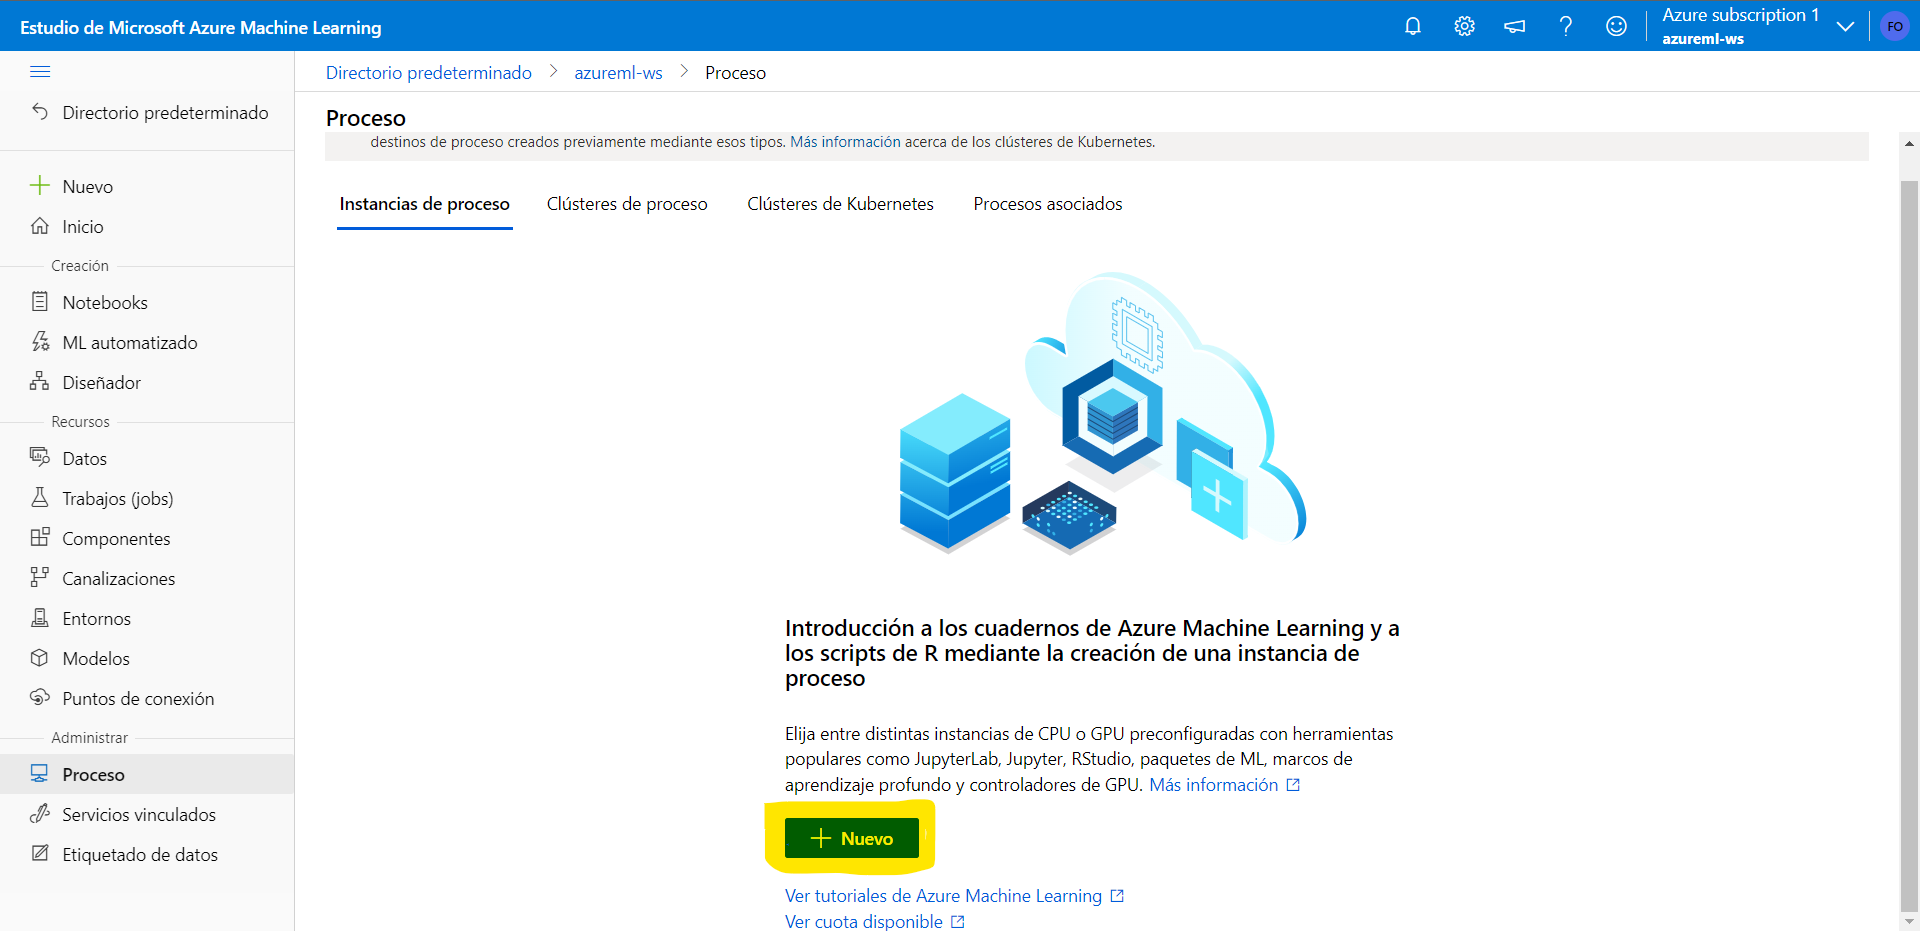 Estudio de Microsoft Azure Machine Learning
Azure subscription 1
azureml-ws
FO
Directorio predeterminado
Nuevo
Inicio
Creación
Notebooks
ML automatizado
Diseñador
Recursos
Datos
Trabajos (jobs)
Componentes
Canalizaciones
Entornos
Modelos
Puntos de conexión
Administrar
Proceso
Servicios vinculados
Etiquetado de datos
Directorio predeterminado > azureml-ws > Proceso
Proceso
destinos de proceso creados previamente mediante esos tipos. Más información acerca de los clústeres de Kubernetes.
Instancias de proceso Clústeres de proceso Clústeres de Kubernetes Procesos asociados
Introducción a los cuadernos de Azure Machine Learning y a
los scripts de R mediante la creación de una instancia de
proceso
Elija entre distintas instancias de CPU o GPU preconfiguradas con herramientas
populares como JupyterLab, Jupyter, RStudio, paquetes de ML, marcos de
aprendizaje profundo y controladores de GPU. Más información
+ Nuevo
Ver tutoriales de Azure Machine Learning
Ver cuota disponible